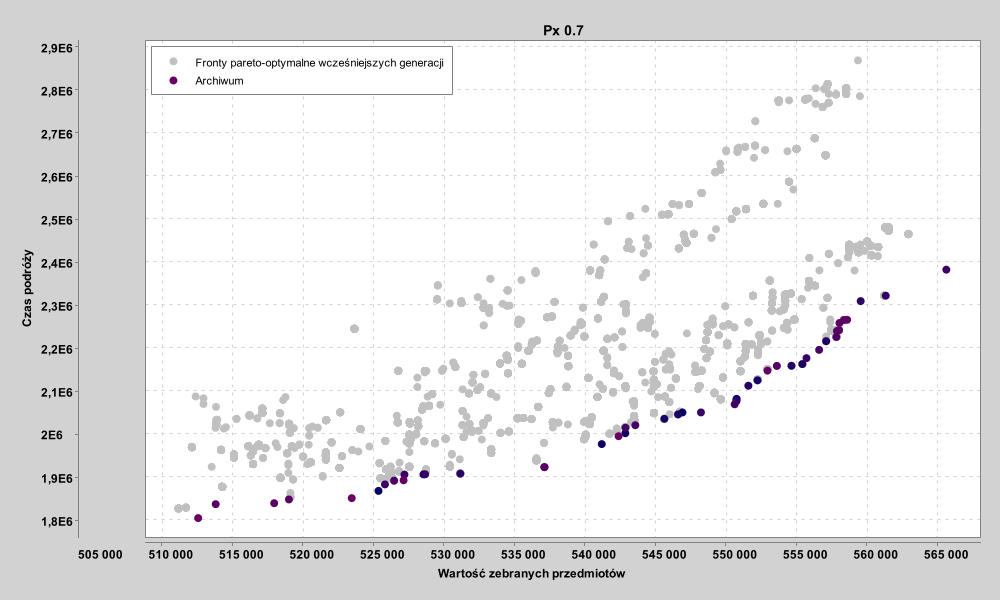 Px 0.7
Fronty pareto-optymalne wcześniejszych generacji
Archiwum
Czas podróży
2,9E6
2,8E6
2,7E6
2,6E6
2,5E6
2,4E6
2,3E6
2,2E6
2,1E6
2E6
1,9E6
1,8E6
505 000 510 000 515 000 520 000 525 000 530 000 535 000 540 000 545 000 550 000 555 000 560 000 565 000
Wartość zebranych przedmiotów